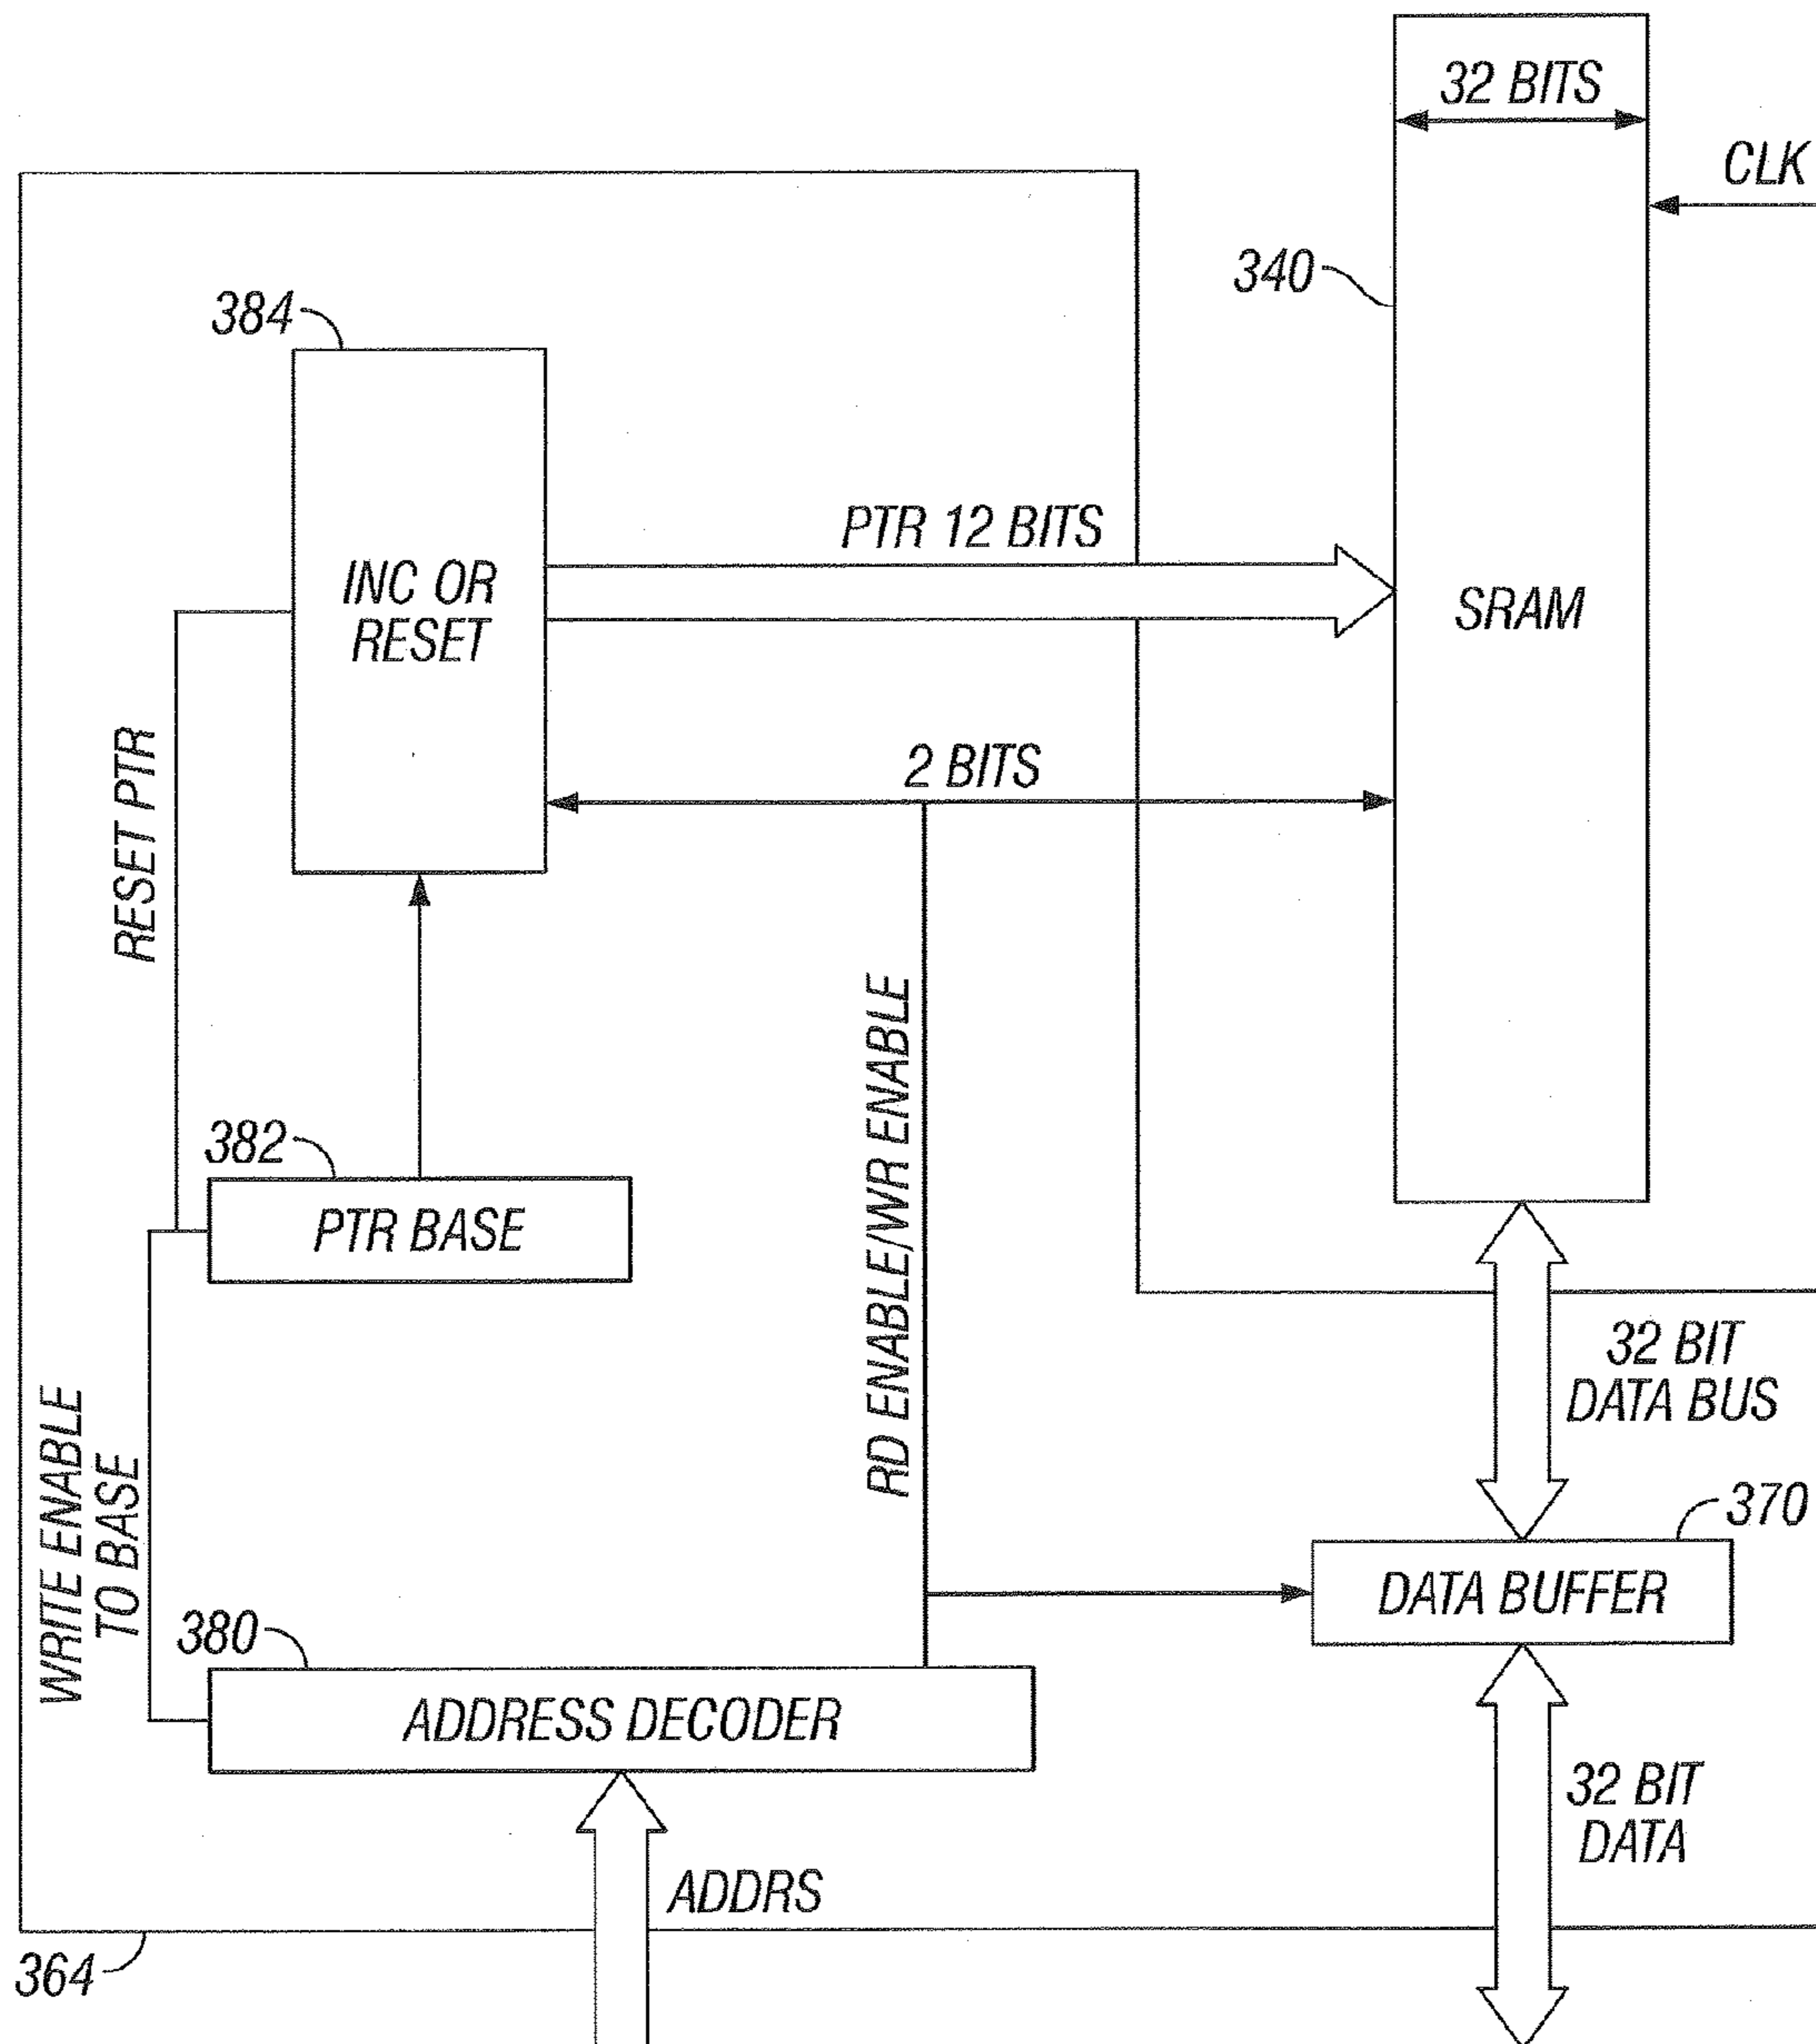 32 BITS
CLK
340
384
PTR 12 BITS
INC OR
RESET
SRAM
2 BITS
RESET PTR
RD ENABLE/WR ENABLE
382
PTR BASE
32 BIT
DATA BUS
WRITE ENABLE
TO BASE
370
DATA BUFFER
380
ADDRESS DECODER
32 BIT
DATA
ADDRS
364